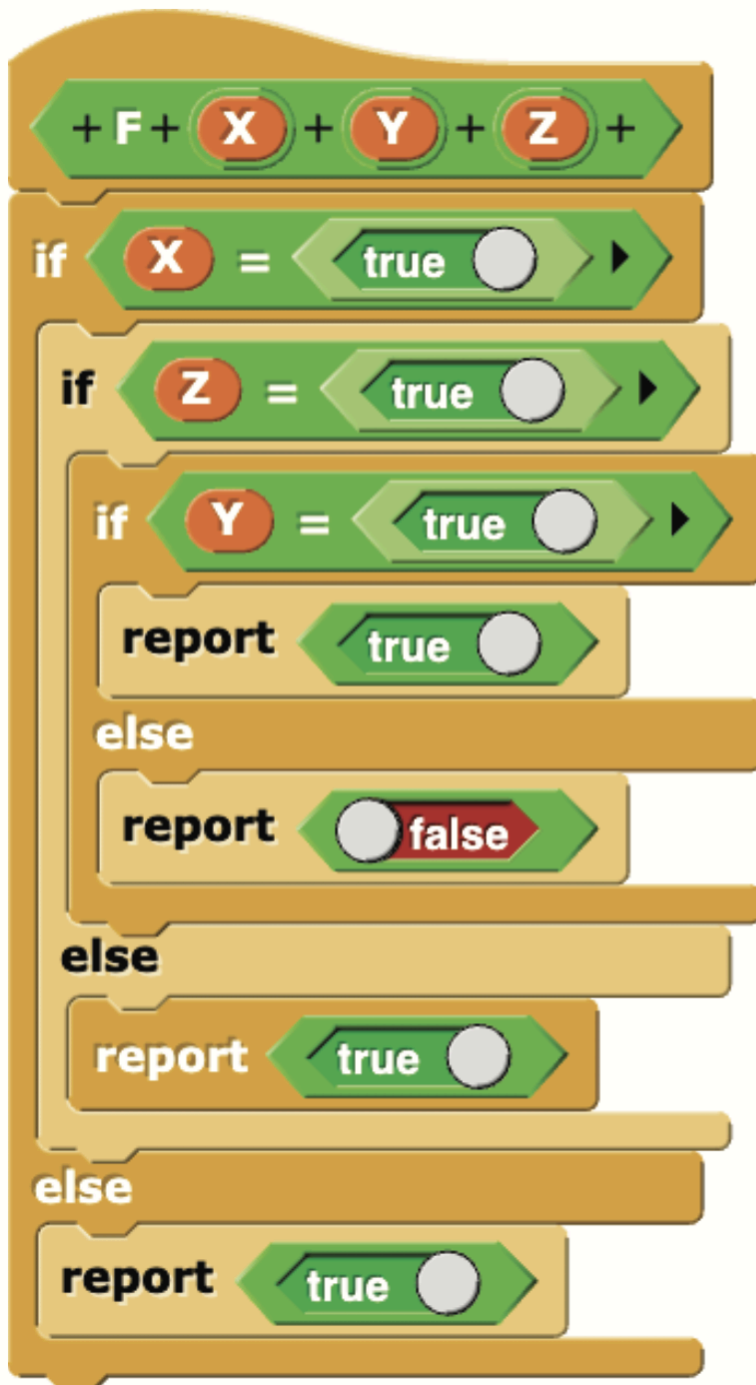 + F + X + Y + Z +
if X = true
if Z = true
if Y = true
report true
else
report false
else
report true
else
report true